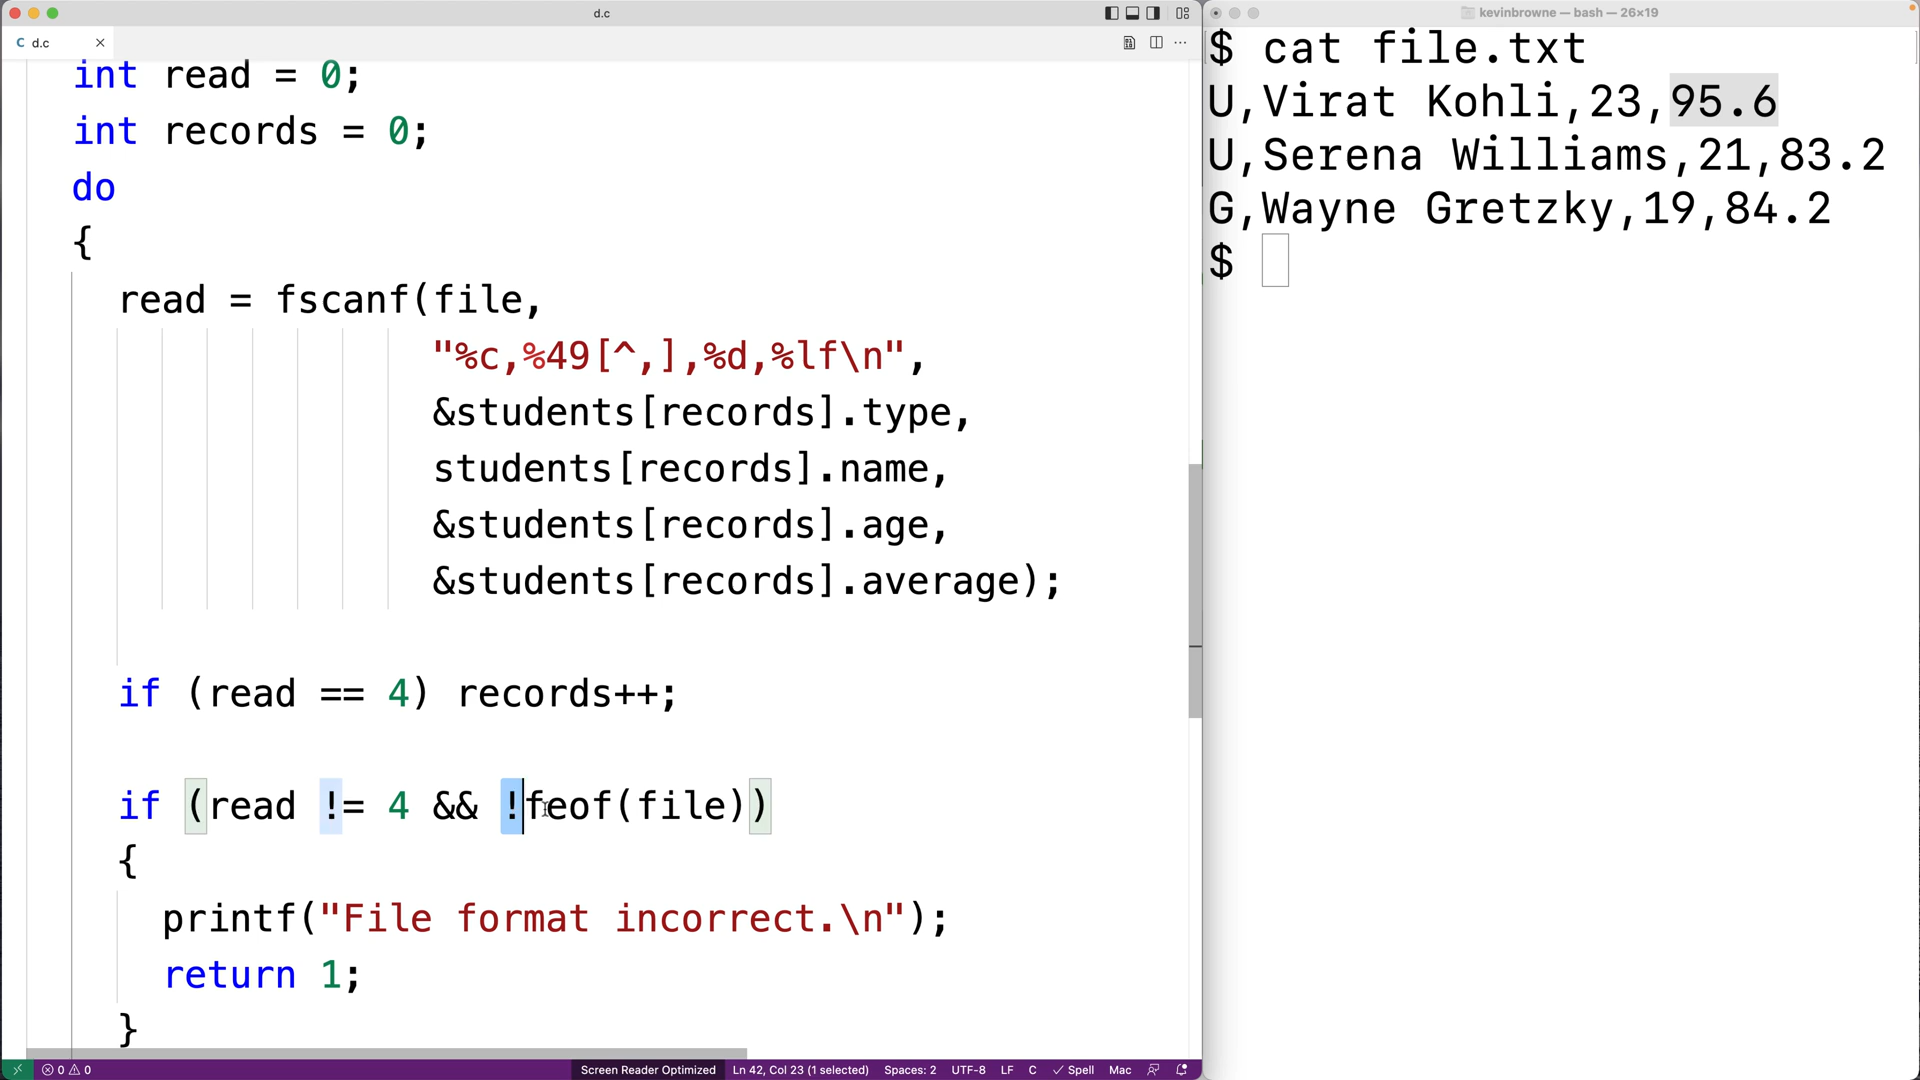 d.c
C d.c
int read = 0;
int records = 0;
do
{
read = fscanf(file,
"%c,%49[^,],%d,%lf\n",
&students[records].type,
students[records].name,
&students[records].age,
&students[records].average);
if (read == 4) records++;
if (read != 4 && !feof(file))
{
printf("File format incorrect.\n");
return 1;
}
0 0 Screen Reader Optimized Ln 42, Col 23 (1 selected) Spaces: 2 UTF-8 LF C Spell Mac
kevinbrowne — bash — 26×19
$ cat file.txt
U,Virat Kohli,23,95.6
U,Serena Williams,21,83.2
G,Wayne Gretzky,19,84.2
$